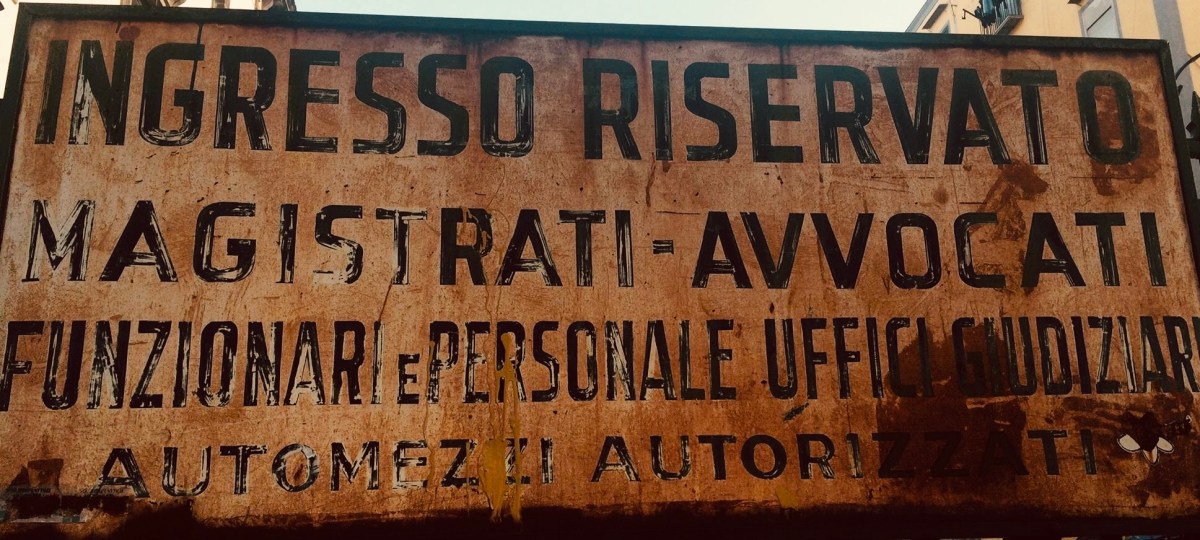 INGRESSO RISERVATO
MAGISTRATI = AVVOCATI
FUNZIONARI E PERSONALE UFFICI GIUDIZIARI
AUTOMEZZI AUTORIZZATI